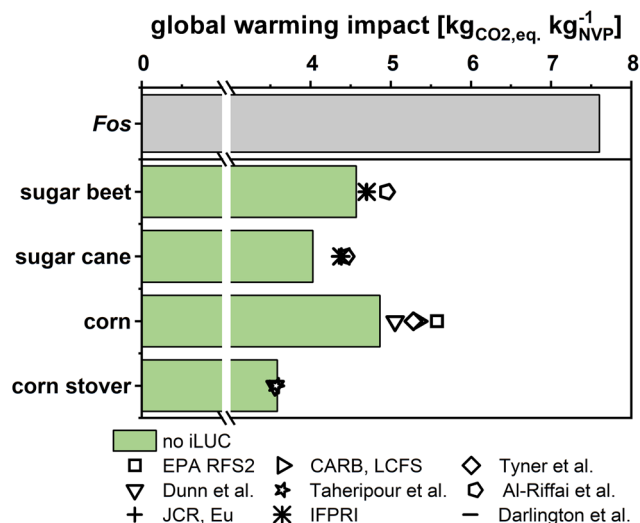 global warming impact [kgCO2,eq. kg-1NVP]
0 4 5 6 7 8
Fos
sugar beet
sugar cane
corn
corn stover
no iLUC
EPA RFS2 CARB, LCFS Tyner et al.
Dunn et al. Taheripour et al. Al-Riffai et al.
JCR, Eu IFPRI Darlington et al.